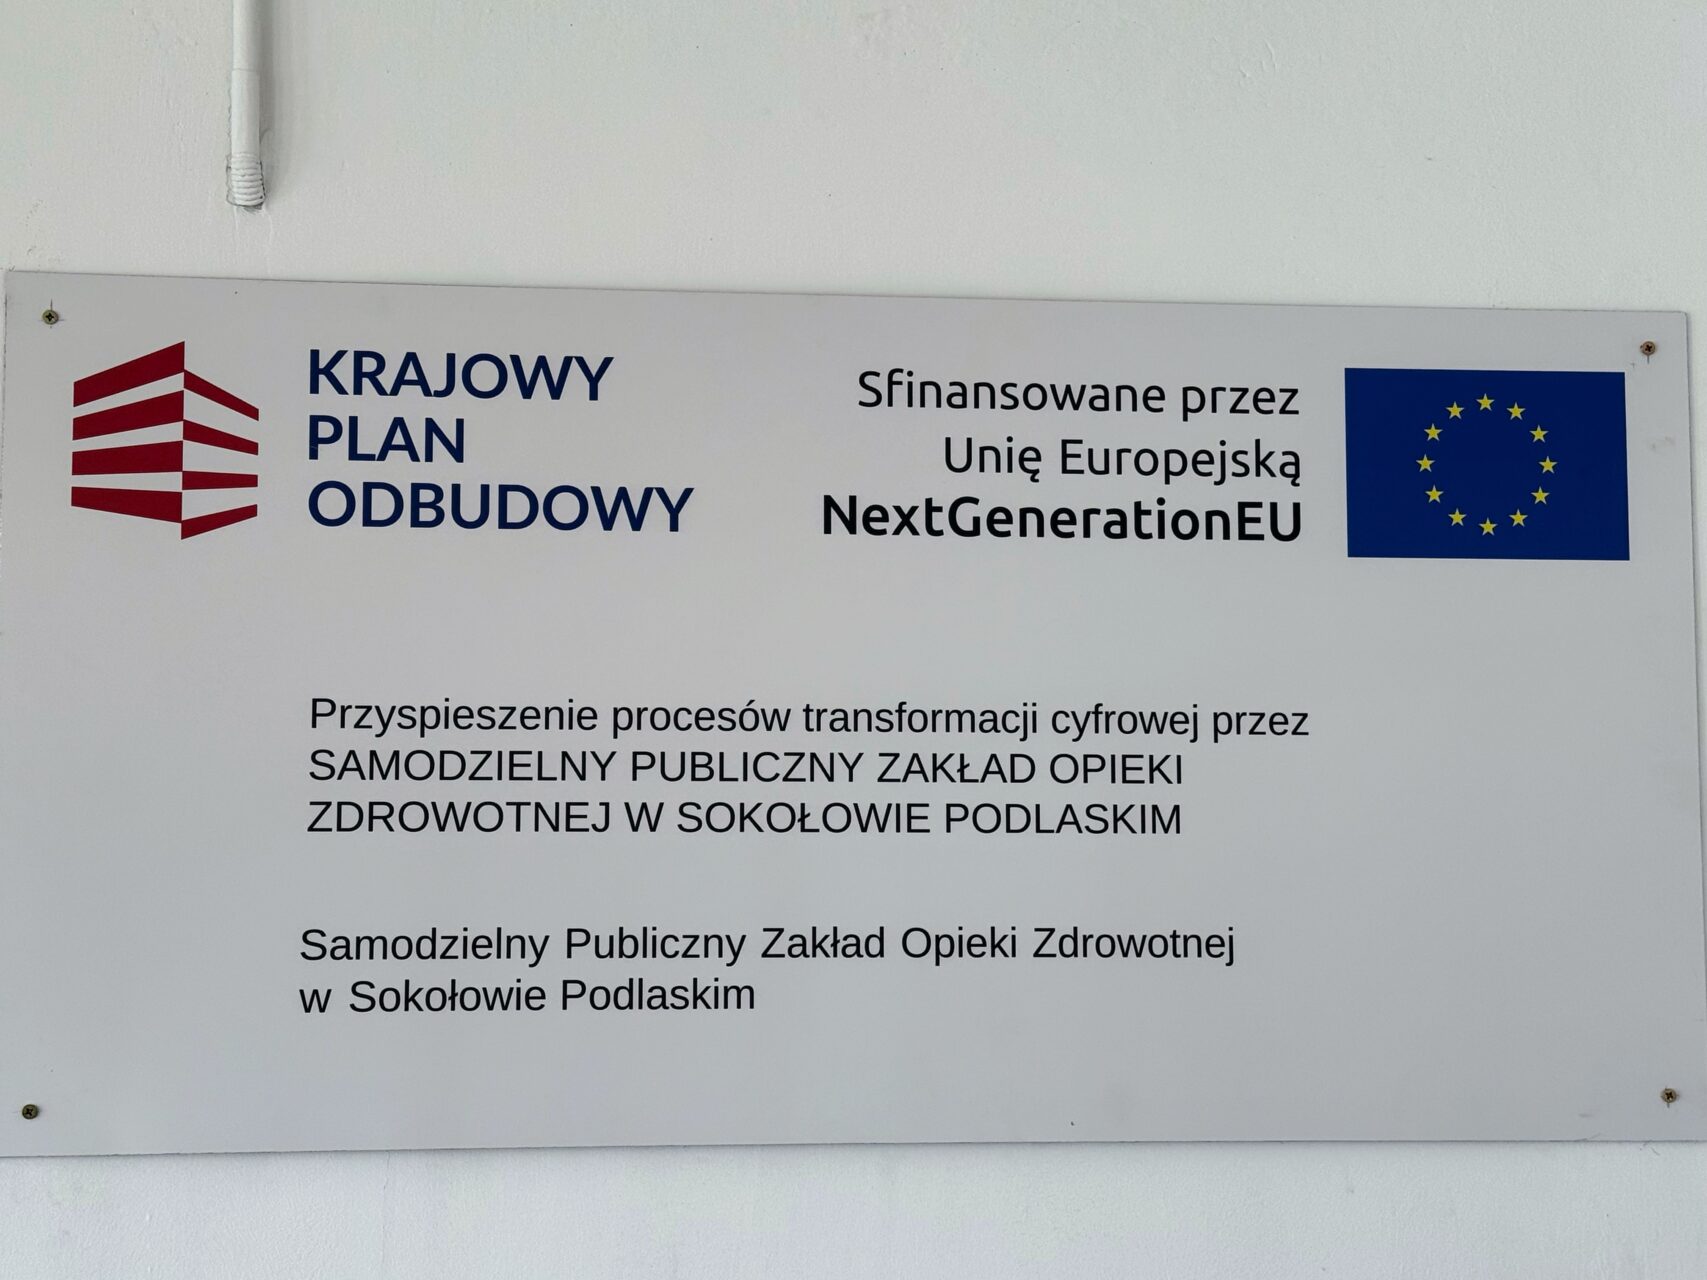 KRAJOWY
PLAN
ODBUDOWY
Sfinansowane przez
Unię Europejską
NextGenerationEU
Przyspieszenie procesów transformacji cyfrowej przez
SAMODZIELNY PUBLICZNY ZAKŁAD OPIEKI
ZDROWOTNEJ W SOKOŁOWIE PODLASKIM
Samodzielny Publiczny Zakład Opieki Zdrowotnej
w Sokołowie Podlaskim